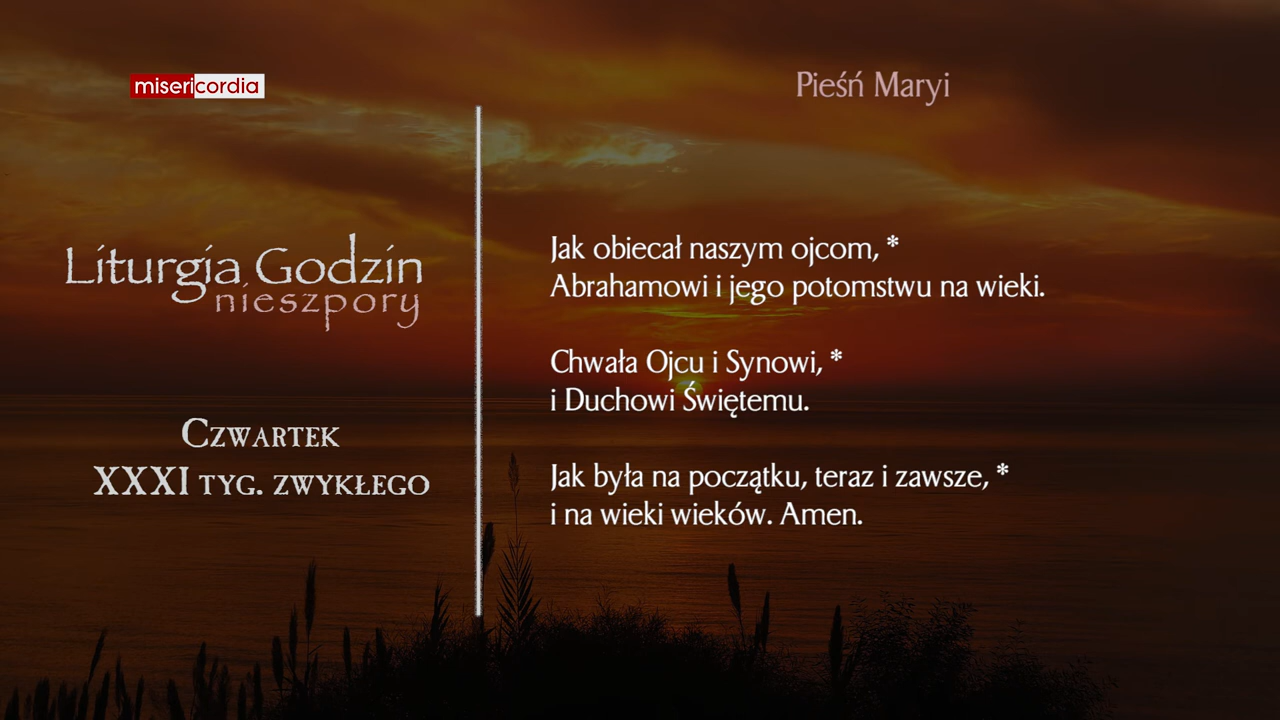 misericordia
Pieśń Maryi
Liturgia Godzin
nieszpory
Czwartek
XXXI tyg. zwykłego
Jak obiecał naszym ojcom, *
Abrahamowi i jego potomstwu na wieki.
Chwała Ojcu i Synowi, *
i Duchowi Świętemu.
Jak była na początku, teraz i zawsze, *
i na wieki wieków. Amen.